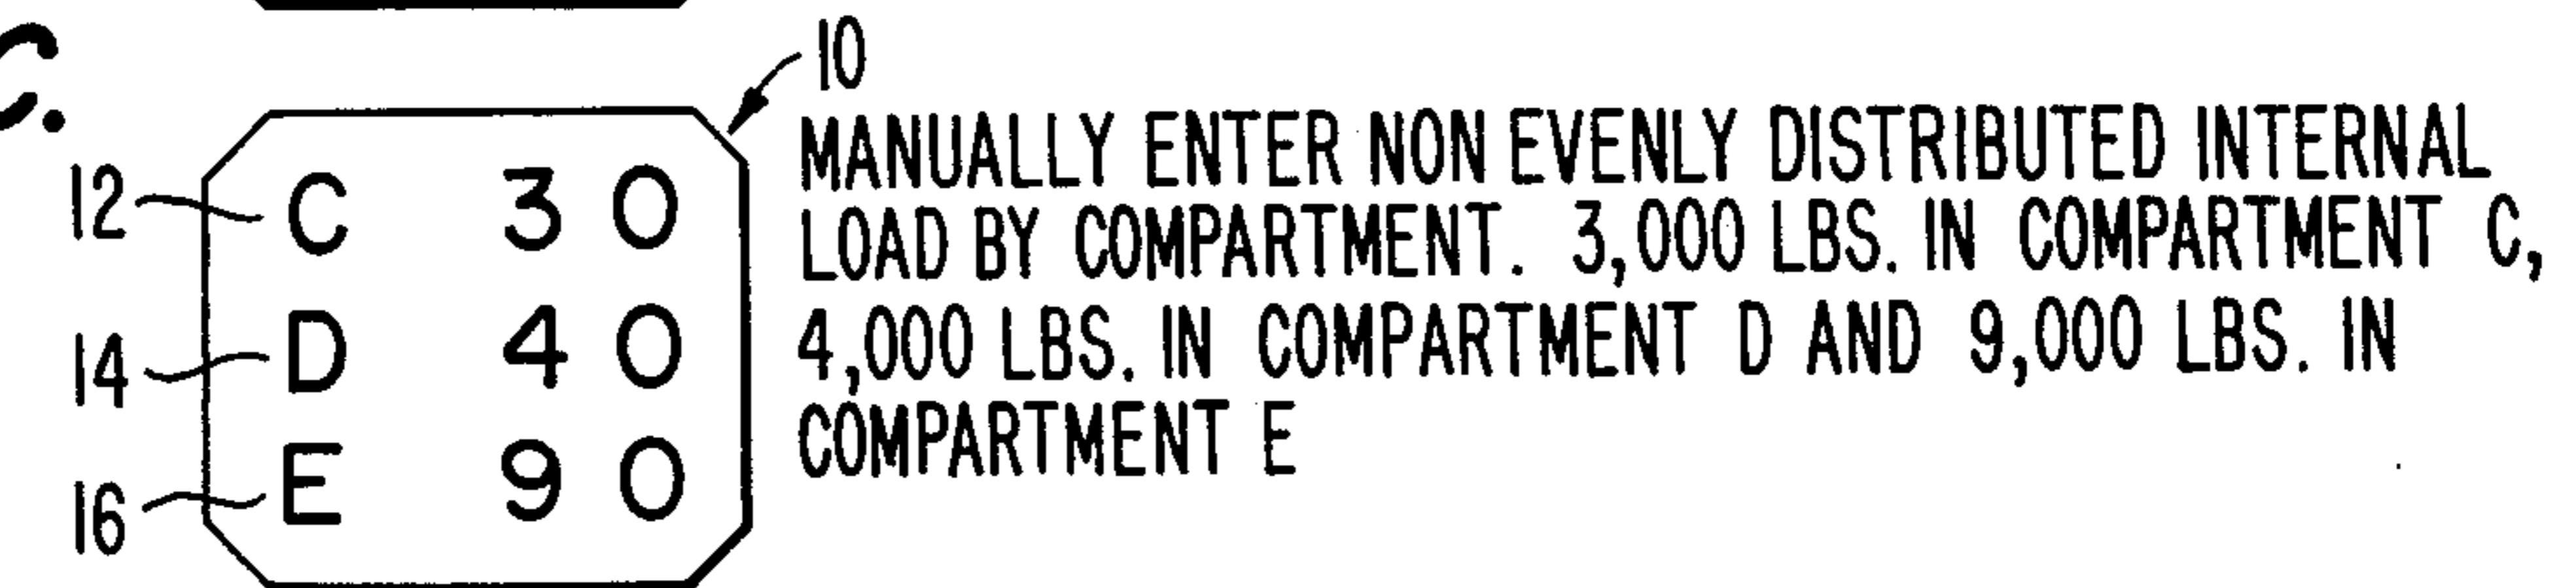 C.
10
12 C 30 MANUALLY ENTER NON EVENLY DISTRIBUTED INTERNAL
LOAD BY COMPARTMENT. 3,000 LBS. IN COMPARTMENT C,
14 D 40 4,000 LBS. IN COMPARTMENT D AND 9,000 LBS. IN
COMPARTMENT E
16 E 90